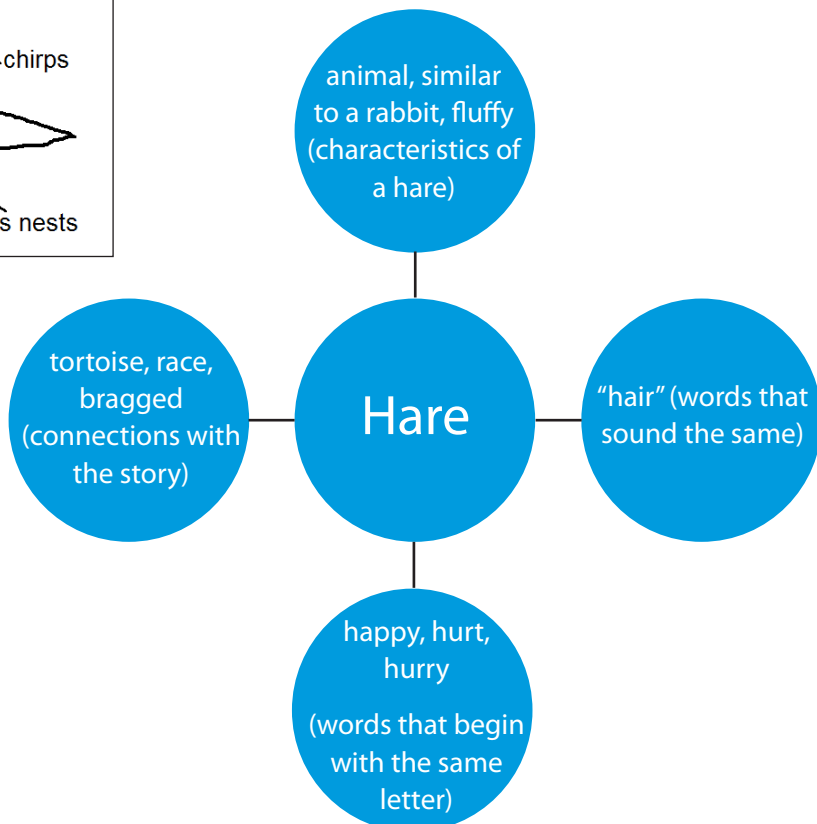 chirps
nests
animal, similar
to a rabbit, fluffy
(characteristics of
a hare)
tortoise, race,
bragged
(connections with
the story)
Hare
“hair” (words that
sound the same)
happy, hurt,
hurry
(words that begin
with the same
letter)